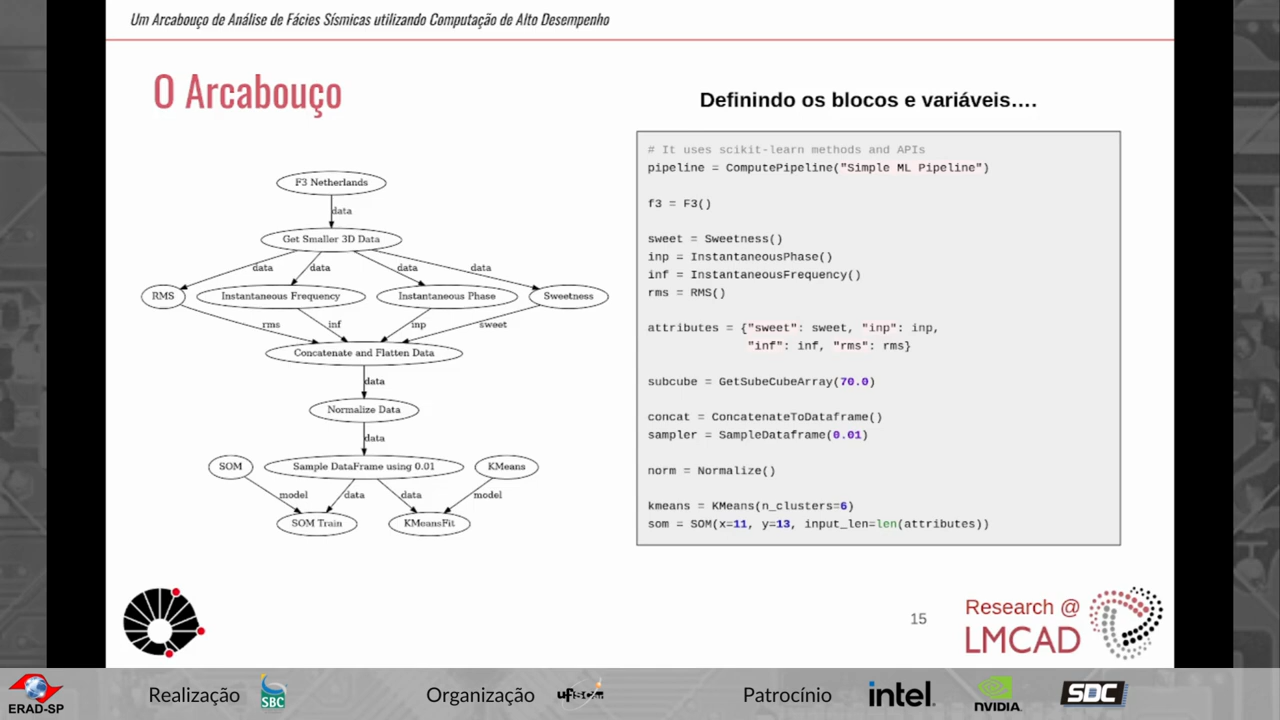 Um Arcabouço de Análise de Fácies Sísmicas utilizando Computação de Alto Desempenho
O Arcabouço
F3 Netherlands
data
Get Smaller 3D Data
data data data data
RMS Instantaneous Frequency Instantaneous Phase Sweetness
rms inf inp sweet
Concatenate and Flatten Data
data
Normalize Data
data
SOM Sample DataFrame using 0.01 KMeans
model data data model
SOM Train KMeansFit
Definindo os blocos e variáveis....
# It uses scikit-learn methods and APIs
pipeline = ComputePipeline("Simple ML Pipeline")
f3 = F3()
sweet = Sweetness()
inp = InstantaneousPhase()
inf = InstantaneousFrequency()
rms = RMS()
attributes = {"sweet": sweet, "inp": inp,
"inf": inf, "rms": rms}
subcube = GetSubeCubeArray(70.0)
concat = ConcatenateToDataframe()
sampler = SampleDataframe(0.01)
norm = Normalize()
kmeans = KMeans(n_clusters=6)
som = SOM(x=11, y=13, input_len=len(attributes))
15
Research @
LMCAD
ERAD-SP
Realização
SBC
Organização
ufscar
Patrocínio
intel.
NVIDIA.
SDC